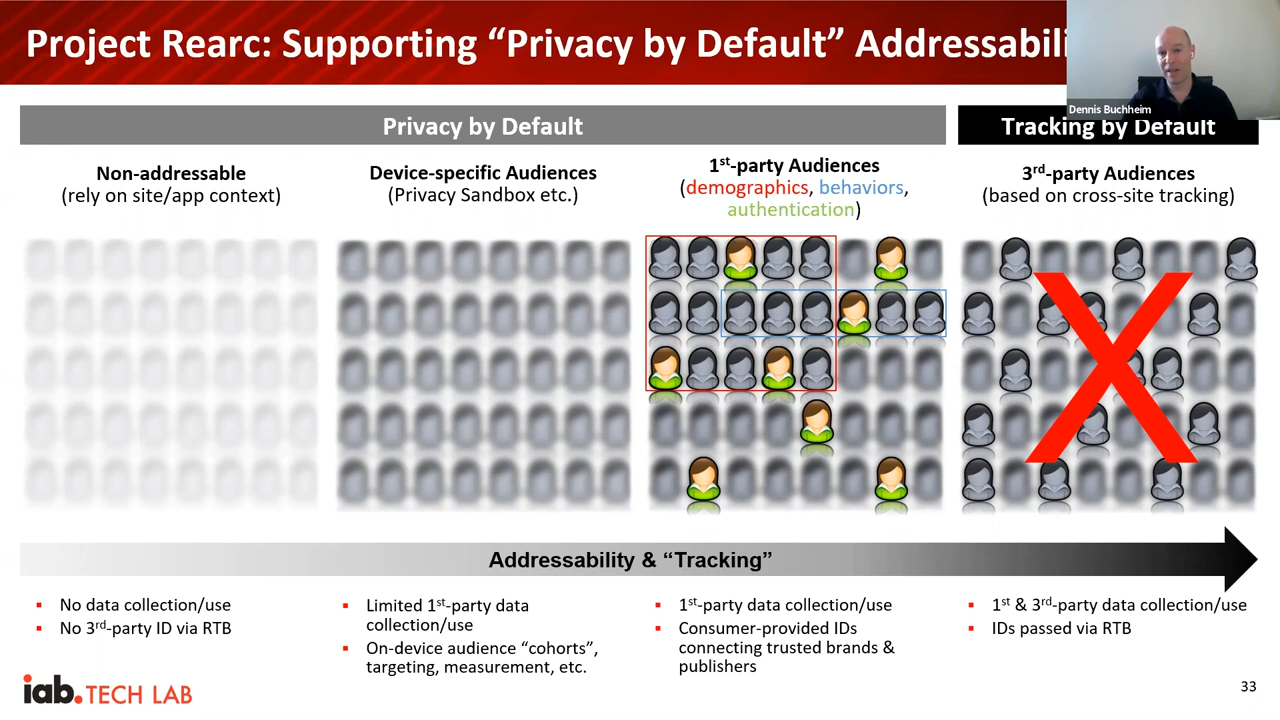 Project Rearc: Supporting “Privacy by Default” Addressabili
Dennis Buchheim
Privacy by Default
Tracking by Default
Non-addressable
(rely on site/app context)
Device-specific Audiences
(Privacy Sandbox etc.)
1st-party Audiences
(demographics, behaviors,
authentication)
3rd-party Audiences
(based on cross-site tracking)
Addressability & “Tracking”
▪ No data collection/use
▪ No 3rd-party ID via RTB
▪ Limited 1st-party data
collection/use
▪ On-device audience “cohorts”,
targeting, measurement, etc.
▪ 1st-party data collection/use
▪ Consumer-provided IDs
connecting trusted brands &
publishers
▪ 1st & 3rd-party data collection/use
▪ IDs passed via RTB
iab.TECH LAB
33